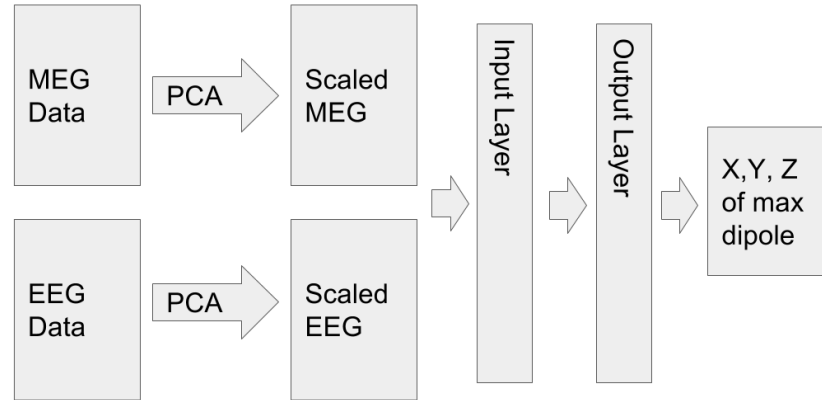 MEG
Data
PCA
Scaled
MEG
EEG
Data
PCA
Scaled
EEG
Input Layer
Output Layer
X,Y, Z
of max
dipole